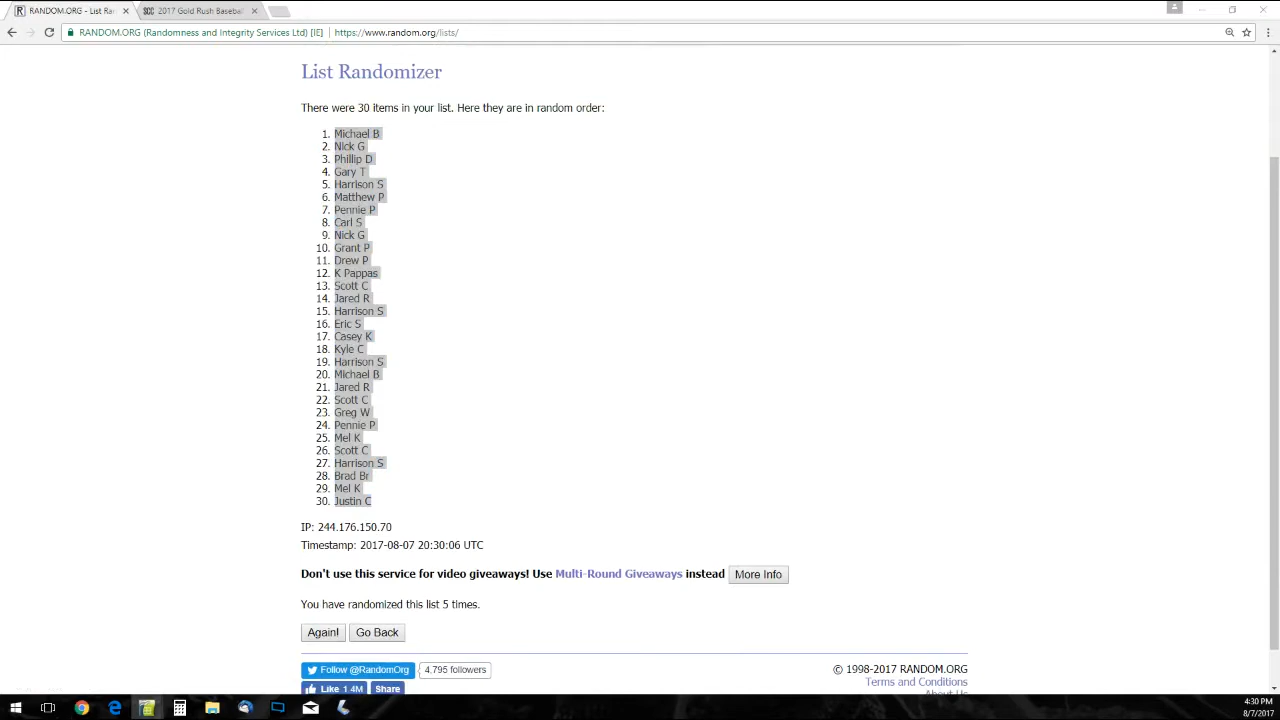 RANDOM.ORG - List Ra
2017 Gold Rush Baseball
RANDOM.ORG (Randomness and Integrity Services Ltd) [IE] | https://www.random.org/lists/
List Randomizer
There were 30 items in your list. Here they are in random order:
1. Michael B
2. Nick G
3. Phillip D
4. Gary T
5. Harrison S
6. Matthew P
7. Pennie P
8. Carl S
9. Nick G
10. Grant P
11. Drew P
12. K Pappas
13. Scott C
14. Jared R
15. Harrison S
16. Eric S
17. Casey K
18. Kyle C
19. Harrison S
20. Michael B
21. Jared R
22. Scott C
23. Greg W
24. Pennie P
25. Mel K
26. Scott C
27. Harrison S
28. Brad Br
29. Mel K
30. Justin C
IP: 244.176.150.70
Timestamp: 2017-08-07 20:30:06 UTC
Don't use this service for video giveaways! Use Multi-Round Giveaways instead More Info
You have randomized this list 5 times.
Again! Go Back
Follow @RandomOrg 4,795 followers
© 1998-2017 RANDOM.ORG
Like 1.4M Share
Terms and Conditions
About Us
4:30 PM
8/7/2017